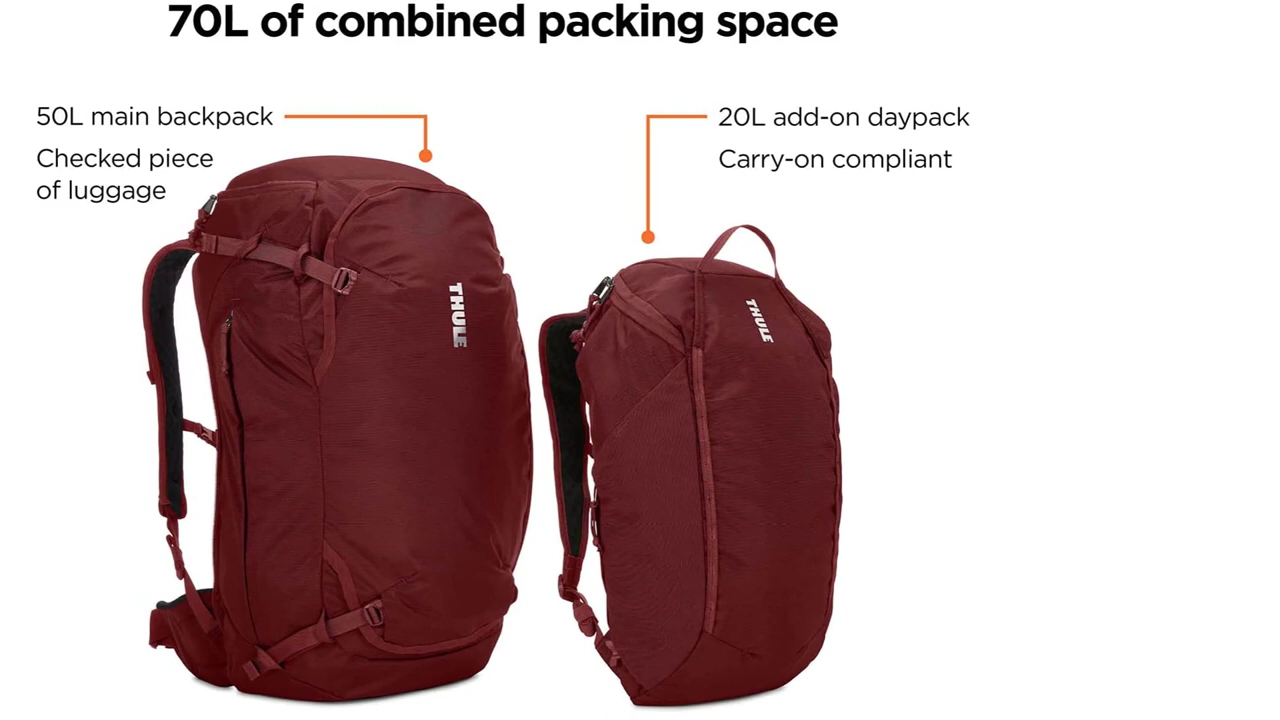 70L of combined packing space
50L main backpack
Checked piece
of luggage
20L add-on daypack
Carry-on compliant
THULE
THULE